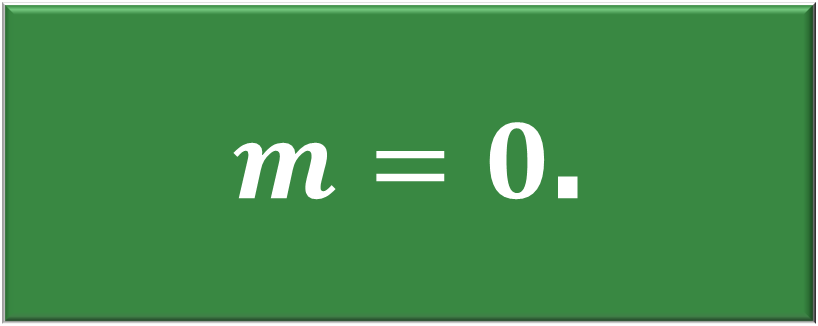 m = 0.